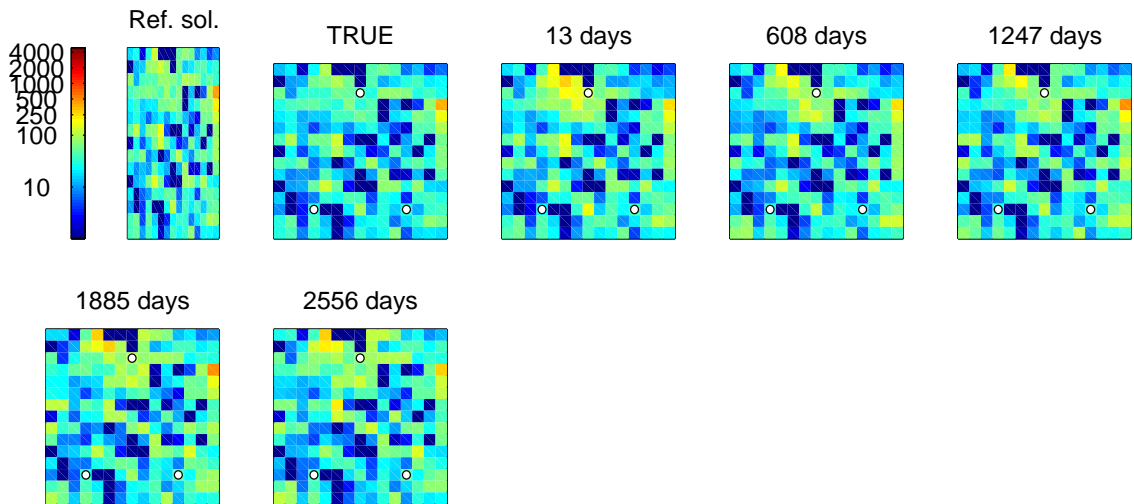 Ref. sol.
TRUE
13 days
608 days
1247 days
4000
2000
1000
500
250
100
10
1885 days
2556 days